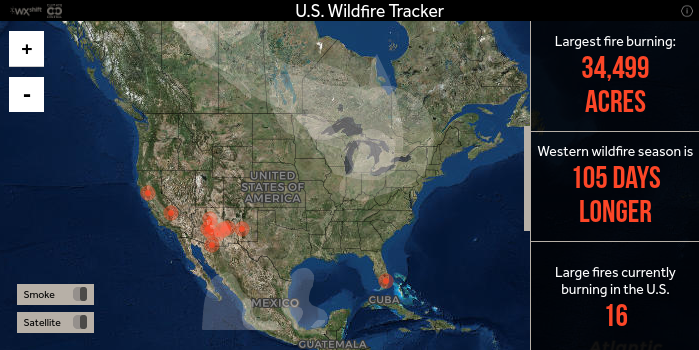 WXshift
U.S. Wildfire Tracker
i
+
-
UNITED
STATES OF
AMERICA
MEXICO
CUBA
GUATEMALA
Smoke
Satellite
Largest fire burning:
34,499
ACRES
Western wildfire season is
105 DAYS
LONGER
Large fires currently
burning in the U.S.
16
Atlantic